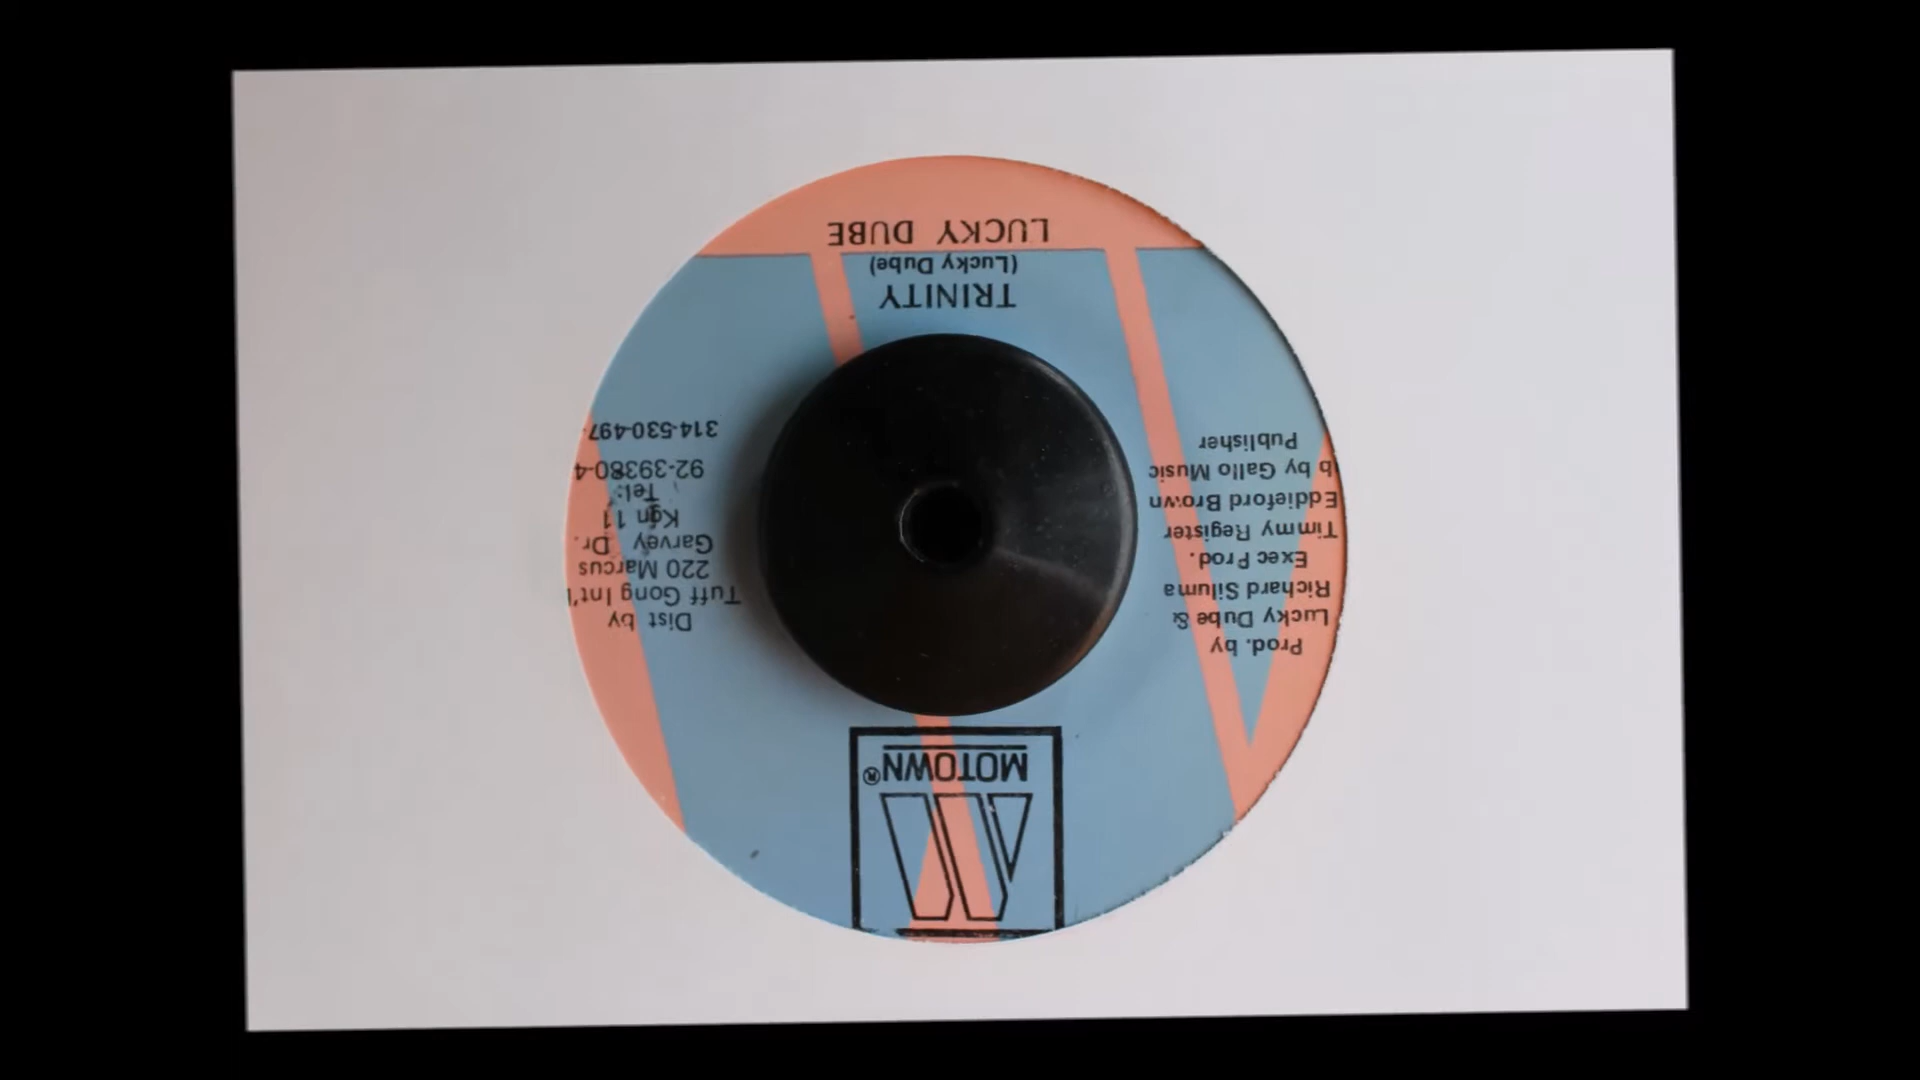 MOTOWN®
Prod. by
Lucky Dube &
Richard Siluma
Exec Prod.
Timmy Register
Eddieford Brown
b by Gallo Music
Publisher
Dist by
Tuff Gong Int'l
220 Marcus
Garvey Dr.
Kgn 11
Tel:
92-39380-4
314-530-497
TRINITY
(Lucky Dube)
LUCKY DUBE